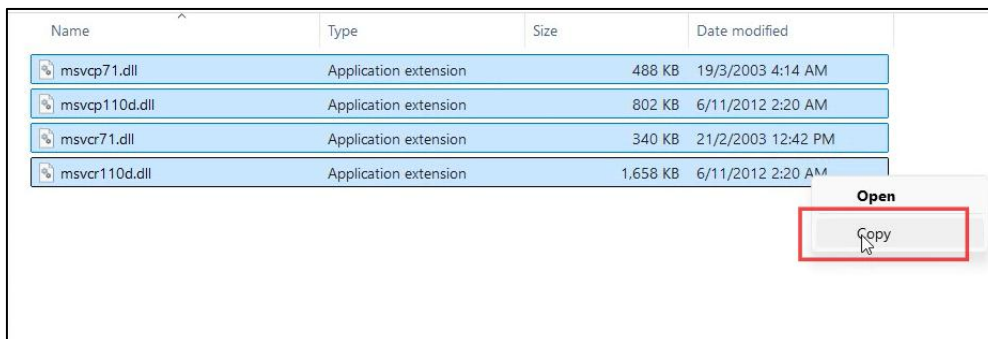 Name Type Size Date modified
msvcp71.dll Application extension 488 KB 19/3/2003 4:14 AM
msvcp110d.dll Application extension 802 KB 6/11/2012 2:20 AM
msvcr71.dll Application extension 340 KB 21/2/2003 12:42 PM
msvcr110d.dll Application extension 1,658 KB 6/11/2012 2:20 AM
Open
Copy